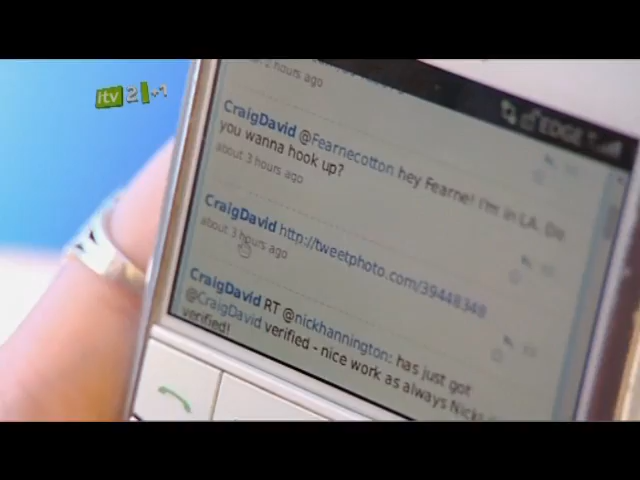 itv 2 +1
2 hours ago
EDGE
CraigDavid @Fearnecotton hey Fearne! I'm in LA. Do
you wanna hook up?
about 3 hours ago
CraigDavid http://tweetphoto.com/39448348
about 3 hours ago
CraigDavid RT @nickhannington: has just got
@CraigDavid verified - nice work as always Nick
verified!